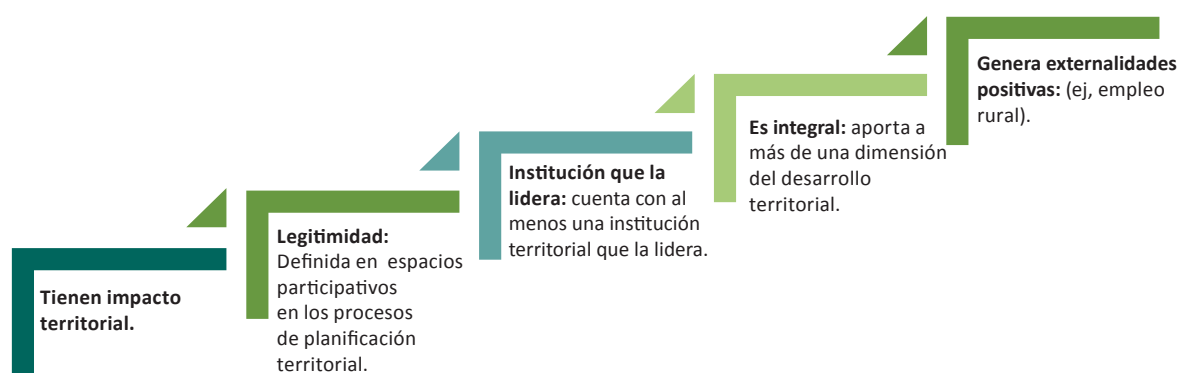 Tienen impacto
territorial.
Legitimidad:
Definida en espacios
participativos
en los procesos
de planificación
territorial.
Institución que la
lidera: cuenta con al
menos una institución
territorial que la lidera.
Es integral: aporta a
más de una dimensión
del desarrollo
territorial.
Genera externalidades
positivas: (ej, empleo
rural).